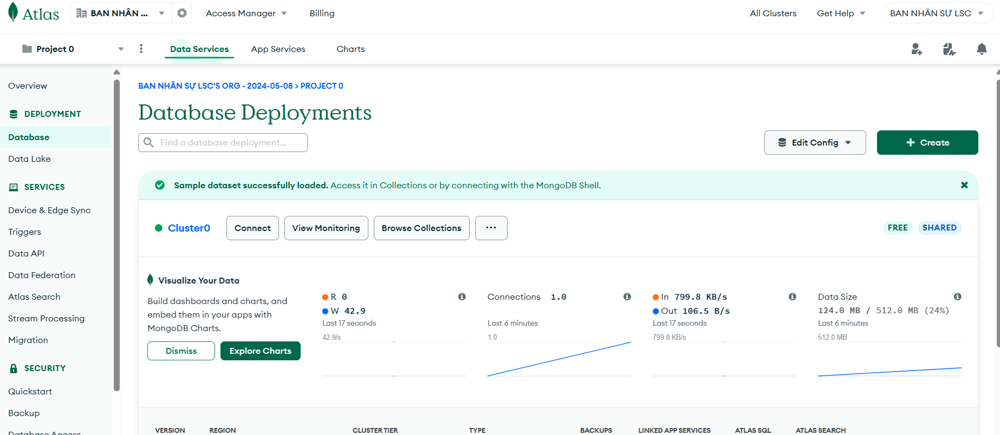 Atlas
BAN NHÂN ...
Access Manager
Billing
All Clusters
Get Help
BAN NHÂN SỰ LSC
Project 0
Data Services
App Services
Charts
Overview
DEPLOYMENT
Database
Data Lake
SERVICES
Device & Edge Sync
Triggers
Data API
Data Federation
Atlas Search
Stream Processing
Migration
SECURITY
Quickstart
Backup
Database Access
BAN NHÂN SỰ LSC'S ORG - 2024-05-08 > PROJECT 0
Database Deployments
Find a database deployment...
Edit Config
+ Create
Sample dataset successfully loaded. Access it in Collections or by connecting with the MongoDB Shell.
Cluster0
Connect
View Monitoring
Browse Collections
...
FREE
SHARED
Visualize Your Data
Build dashboards and charts, and
embed them in your apps with
MongoDB Charts.
Dismiss
Explore Charts
R 0
W 42.9
Last 17 seconds
42.9/s
Connections 1.0
Last 6 minutes
1.0
In 799.8 KB/s
Out 106.5 B/s
Last 17 seconds
799.8 KB/s
Data Size
124.0 MB / 512.0 MB (24%)
Last 6 minutes
512.0 MB
VERSION
REGION
CLUSTER TIER
TYPE
BACKUPS
LINKED APP SERVICES
ATLAS SQL
ATLAS SEARCH